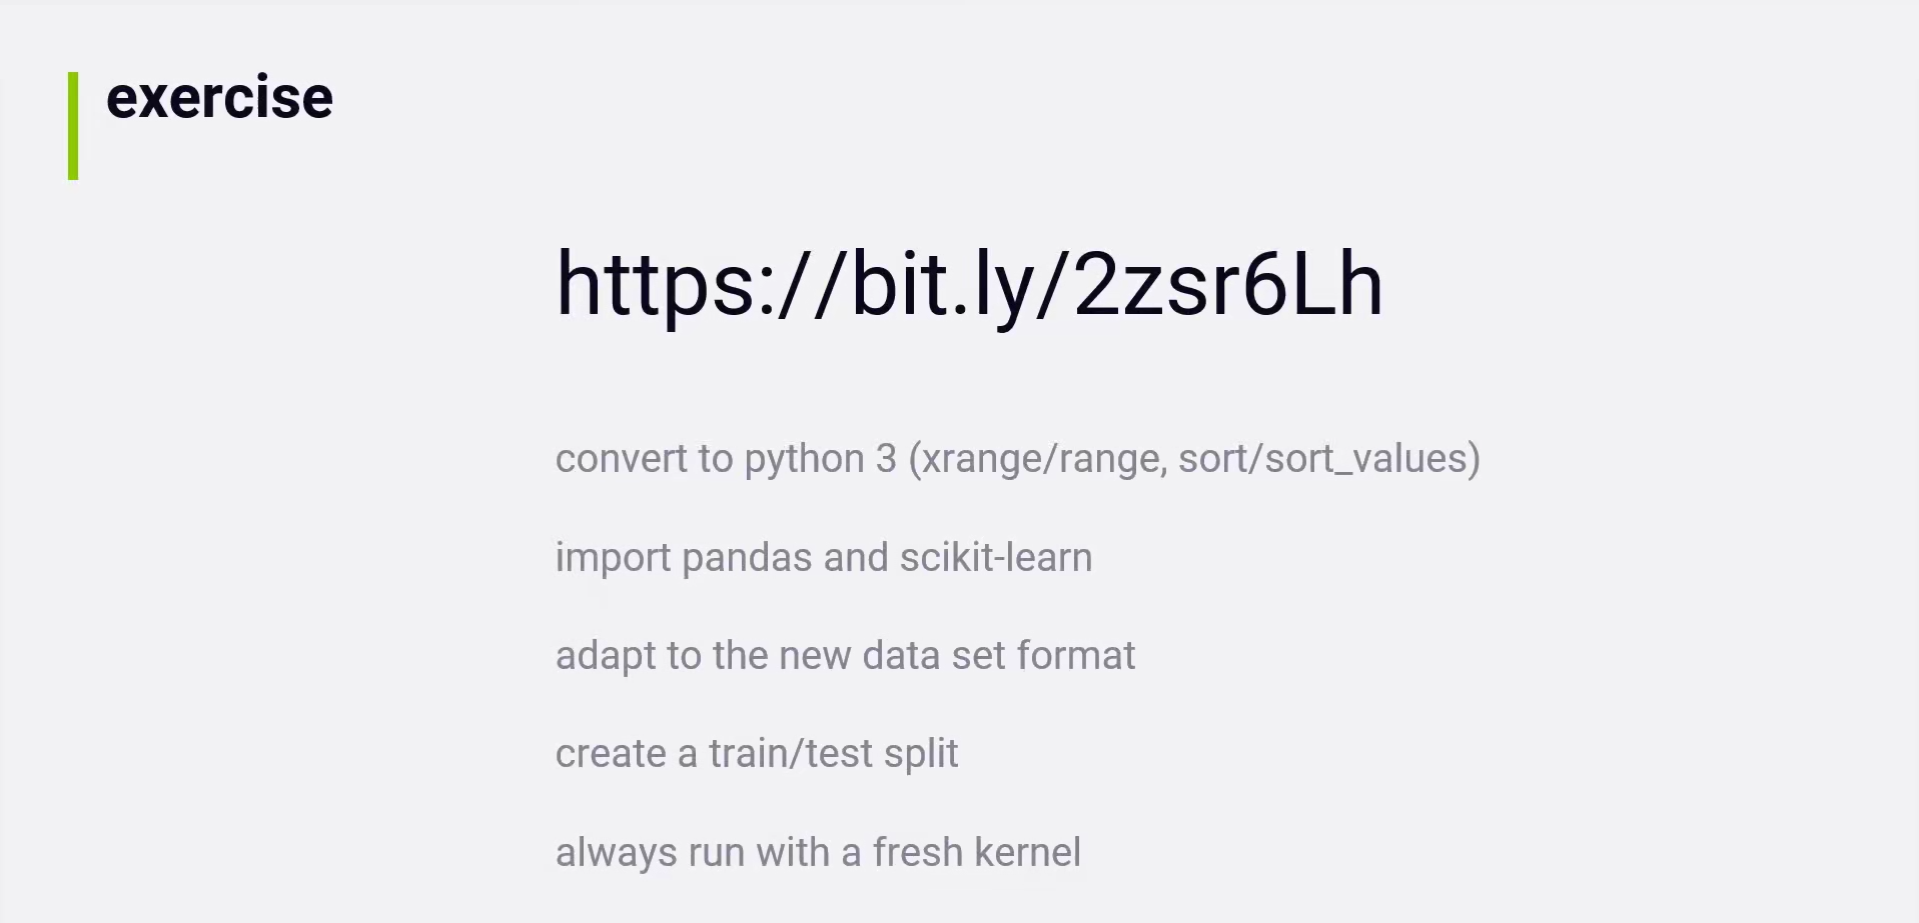 exercise
https://bit.ly/2zsr6Lh
convert to python 3 (xrange/range, sort/sort_values)
import pandas and scikit-learn
adapt to the new data set format
create a train/test split
always run with a fresh kernel